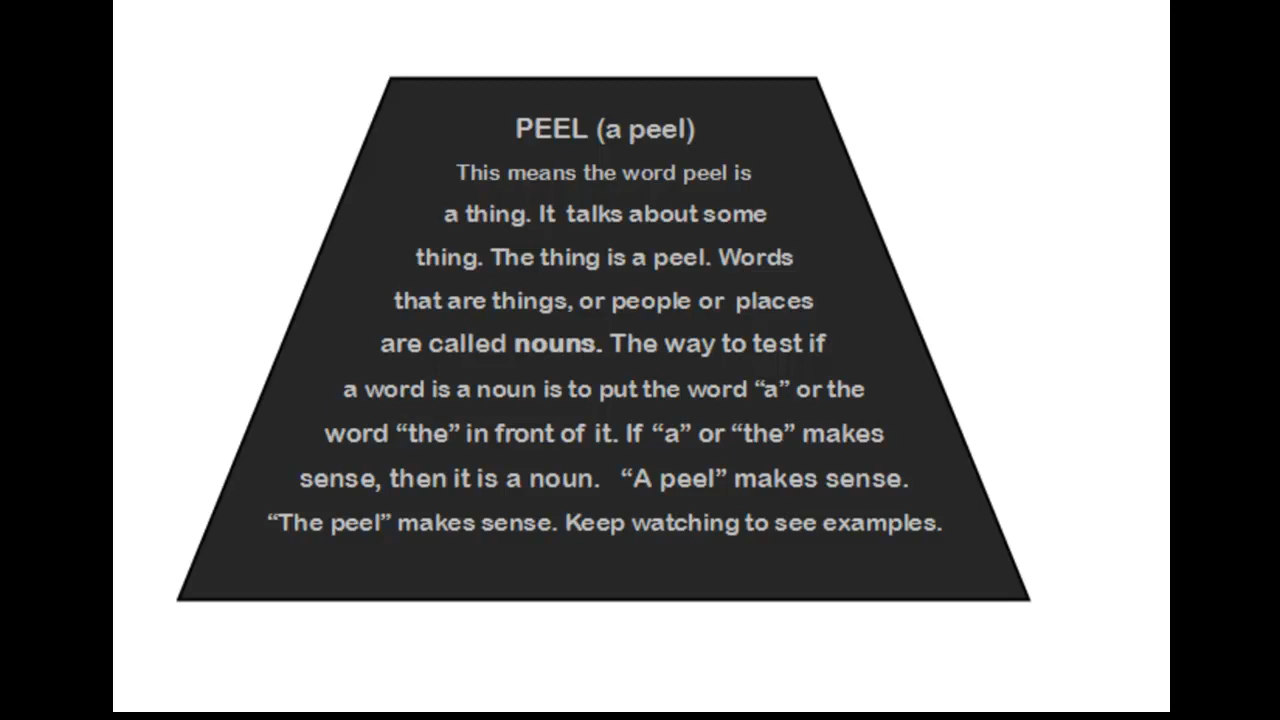 PEEL (a peel)
This means the word peel is
a thing. It talks about some
thing. The thing is a peel. Words
that are things, or people or places
are called nouns. The way to test if
a word is a noun is to put the word “a” or the
word “the” in front of it. If “a” or “the” makes
sense, then it is a noun. “A peel” makes sense.
“The peel” makes sense. Keep watching to see examples.